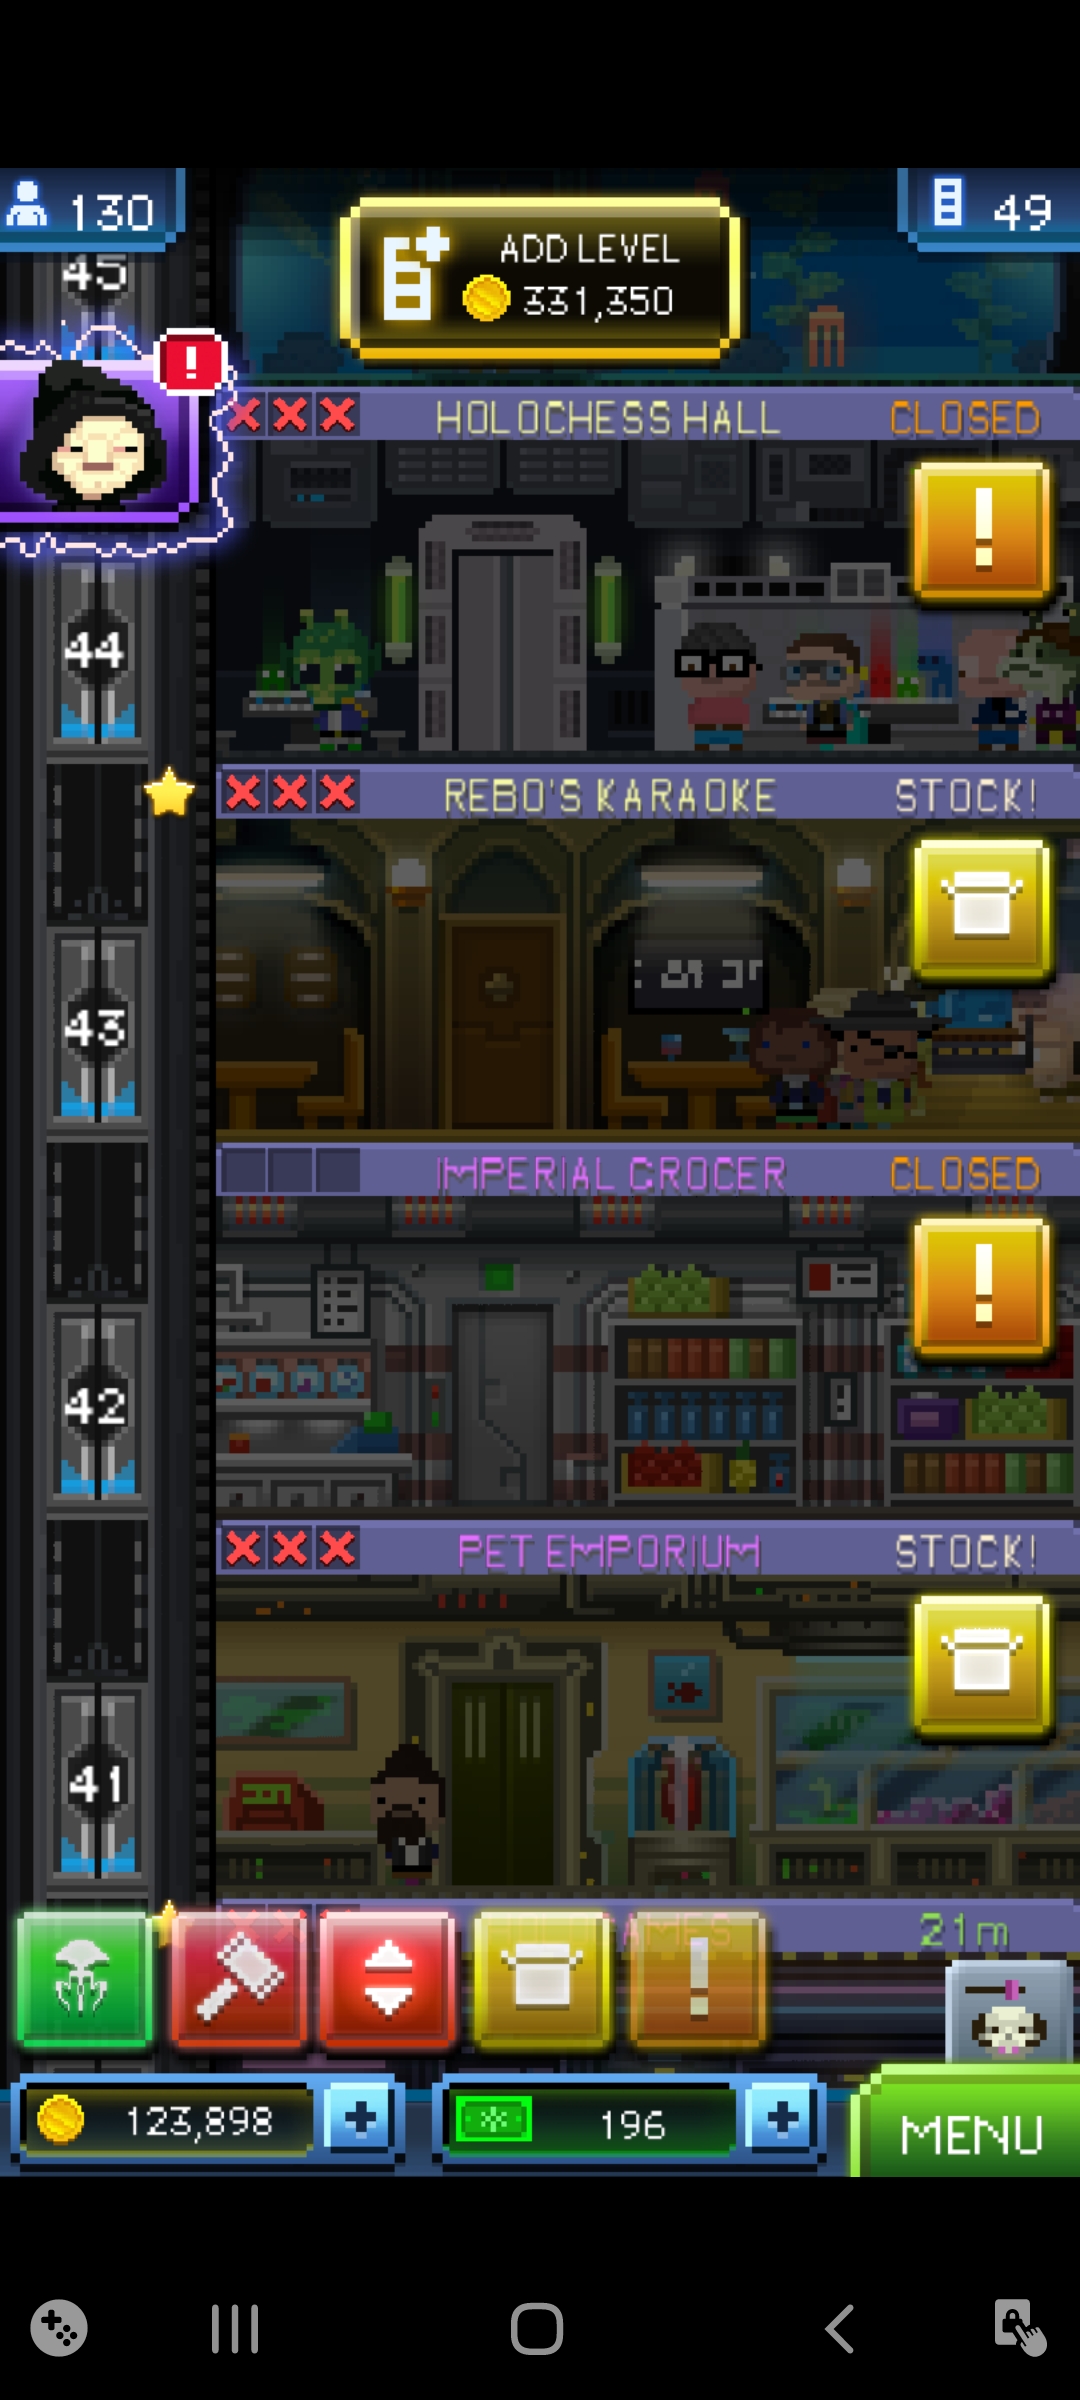 130
49
ADD LEVEL
331,350
45
!
HOLOCHESS HALL
CLOSED
!
44
REBO'S KARAOKE
STOCK!
43
IMPERIAL GROCER
CLOSED
!
42
PET EMPORIUM
STOCK!
41
AMES
21m
!
123,898
+
196
+
MENU